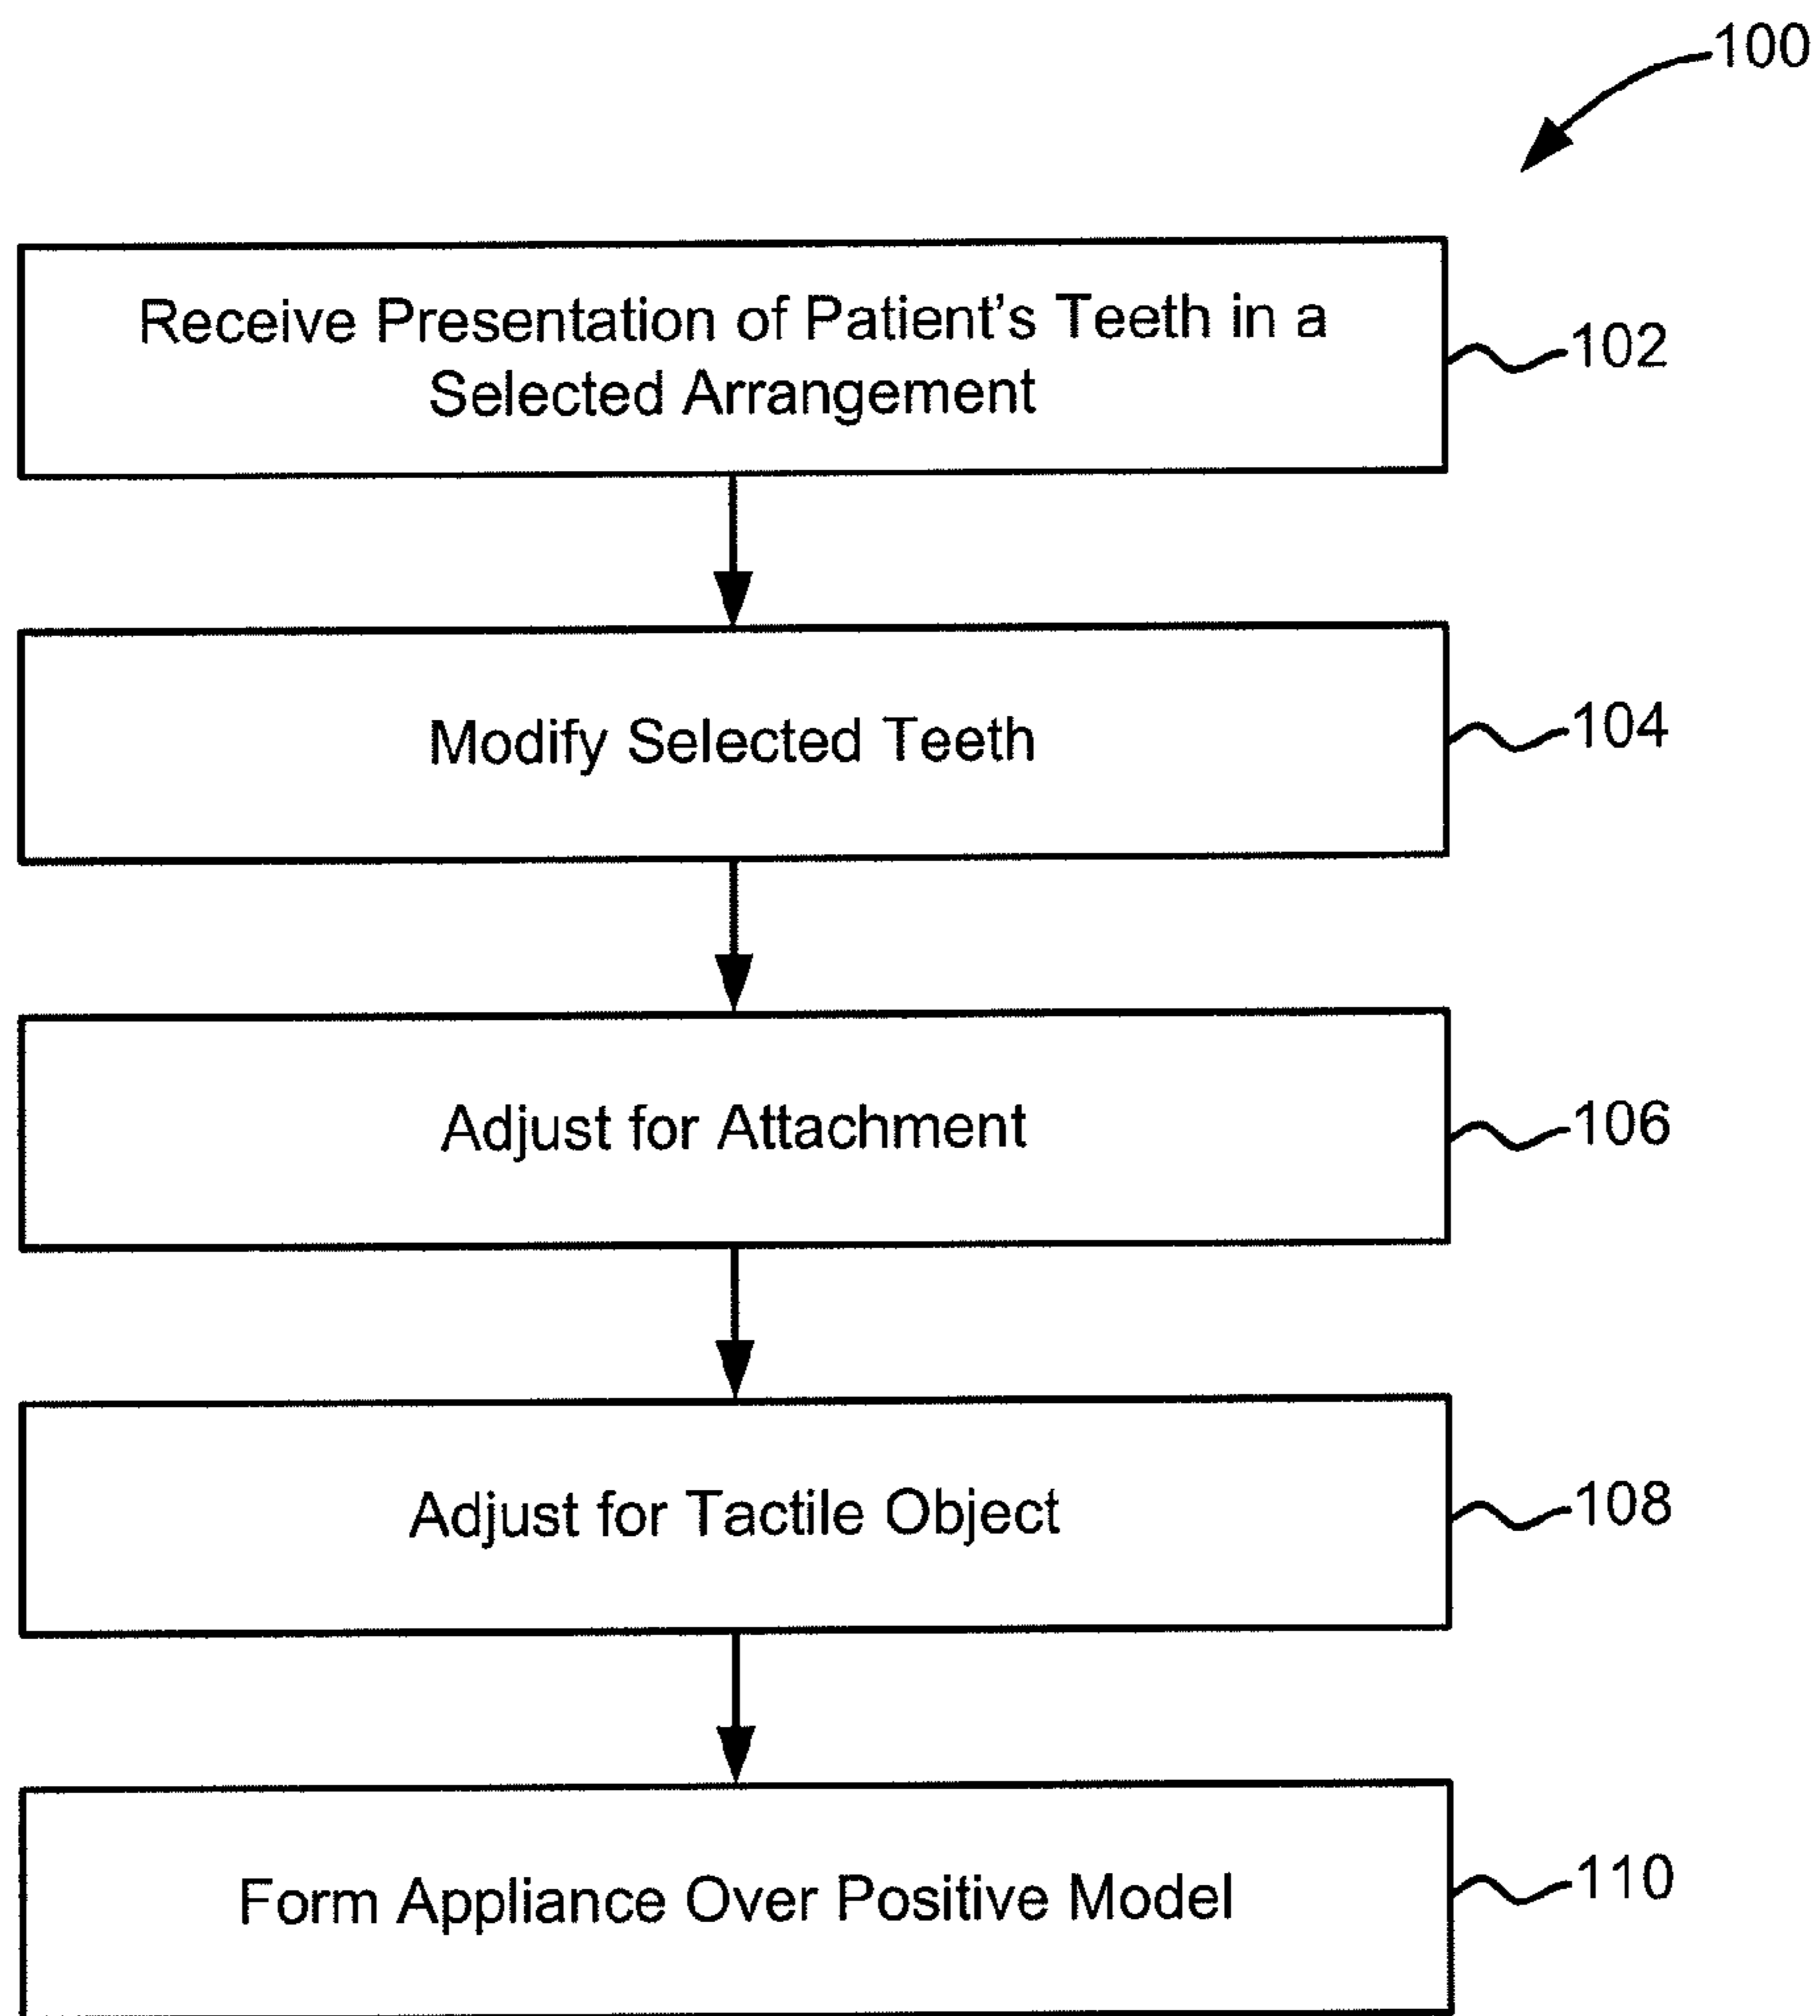 100
Receive Presentation of Patient's Teeth in a
Selected Arrangement
102
Modify Selected Teeth
104
Adjust for Attachment
106
Adjust for Tactile Object
108
Form Appliance Over Positive Model
110